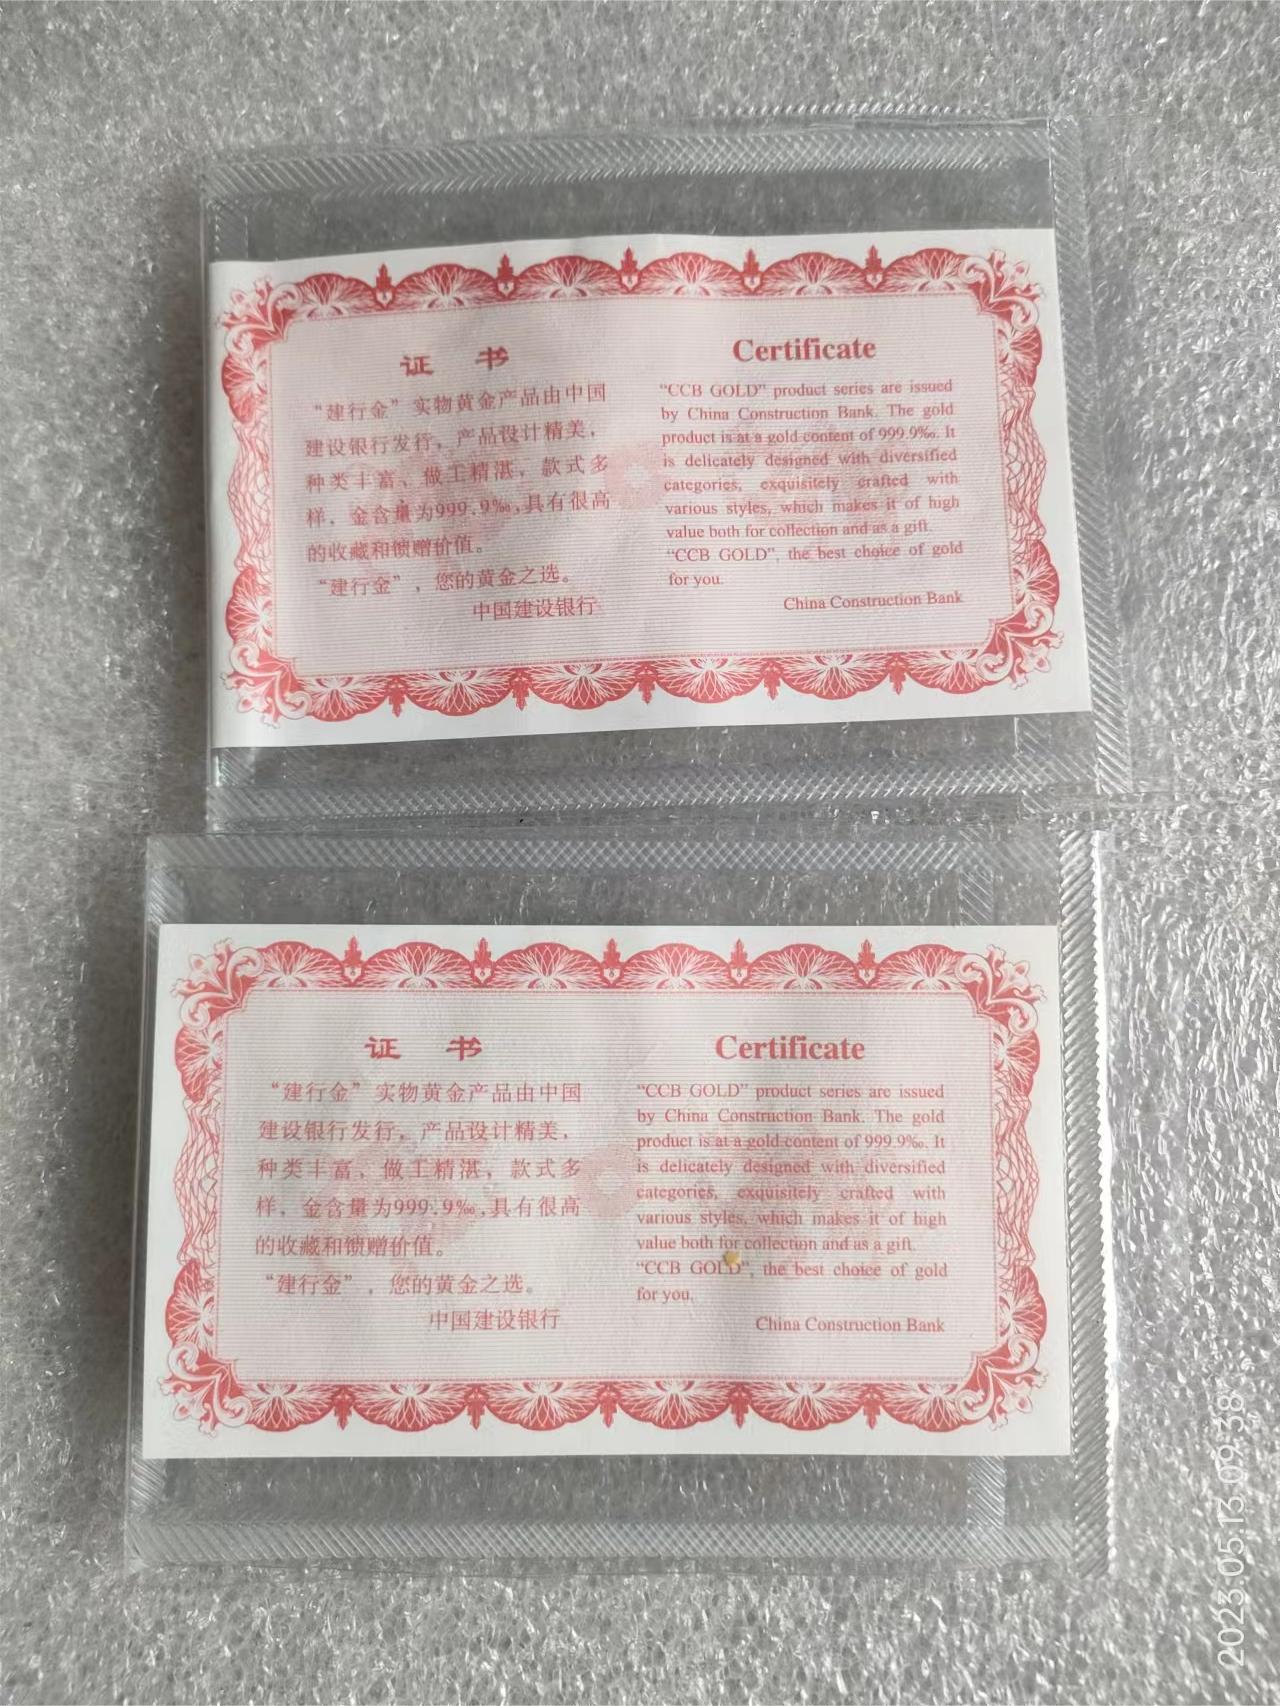 证 书
“建行金”实物黄金产品由中国
建设银行发行，产品设计精美，
种类丰富、做工精湛，款式多
样，金含量为999.9‰,具有很高
的收藏和馈赠价值。
“建行金”，您的黄金之选。
中国建设银行
Certificate
“CCB GOLD” product series are issued
by China Construction Bank. The gold
product is at a gold content of 999.9‰. It
is delicately designed with diversified
categories, exquisitely crafted with
various styles, which makes it of high
value both for collection and as a gift.
“CCB GOLD”, the best choice of gold
for you.
China Construction Bank
证 书
“建行金”实物黄金产品由中国
建设银行发行，产品设计精美，
种类丰富、做工精湛，款式多
样，金含量为999.9‰,具有很高
的收藏和馈赠价值。
“建行金”，您的黄金之选。
中国建设银行
Certificate
“CCB GOLD” product series are issued
by China Construction Bank. The gold
product is at a gold content of 999.9‰. It
is delicately designed with diversified
categories, exquisitely crafted with
various styles, which makes it of high
value both for collection and as a gift.
“CCB GOLD”, the best choice of gold
for you.
China Construction Bank
2023.05.13 09:38